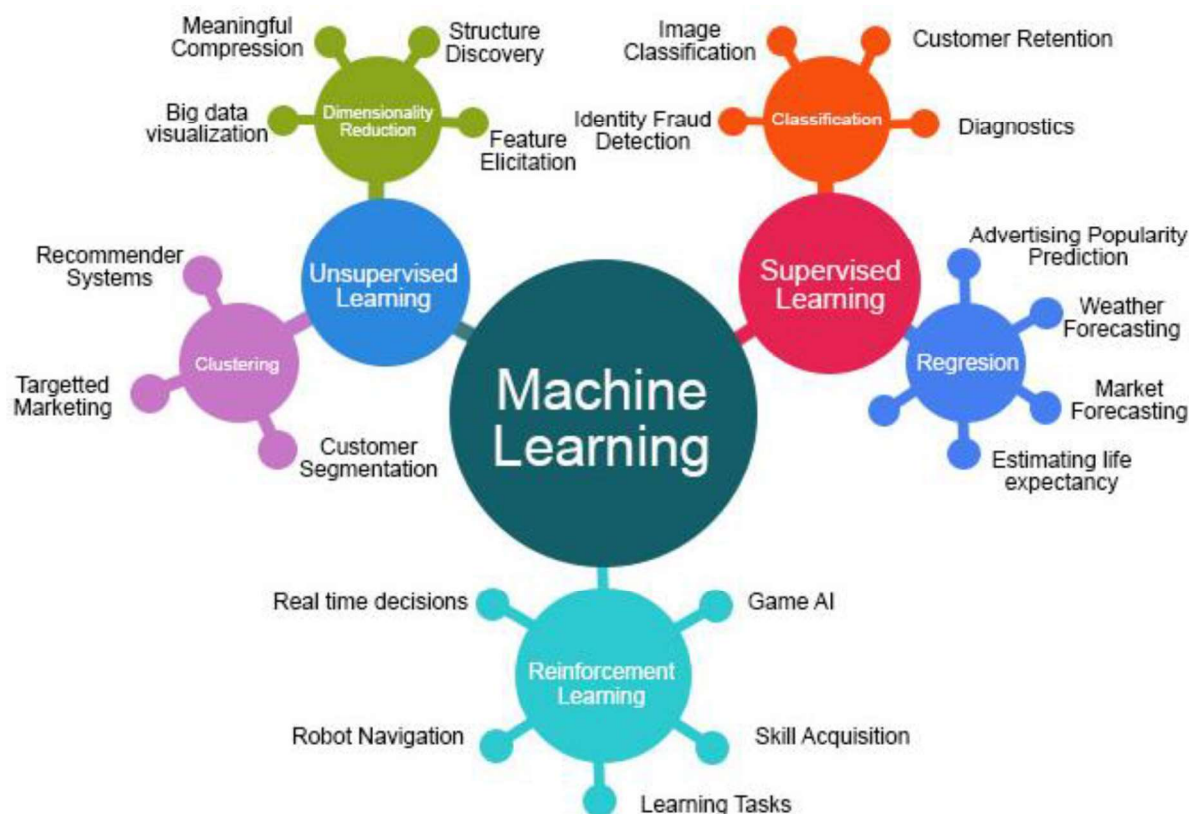 Meaningful
Compression
Structure
Discovery
Big data
visualization
Dimensionality
Reduction
Feature
Elicitation
Image
Classification
Customer Retention
Identity Fraud
Detection
Classification
Diagnostics
Recommender
Systems
Unsupervised
Learning
Clustering
Targetted
Marketing
Customer
Segmentation
Machine
Learning
Supervised
Learning
Advertising Popularity
Prediction
Weather
Forecasting
Regresion
Market
Forecasting
Estimating life
expectancy
Real time decisions
Game AI
Reinforcement
Learning
Robot Navigation
Skill Acquisition
Learning Tasks